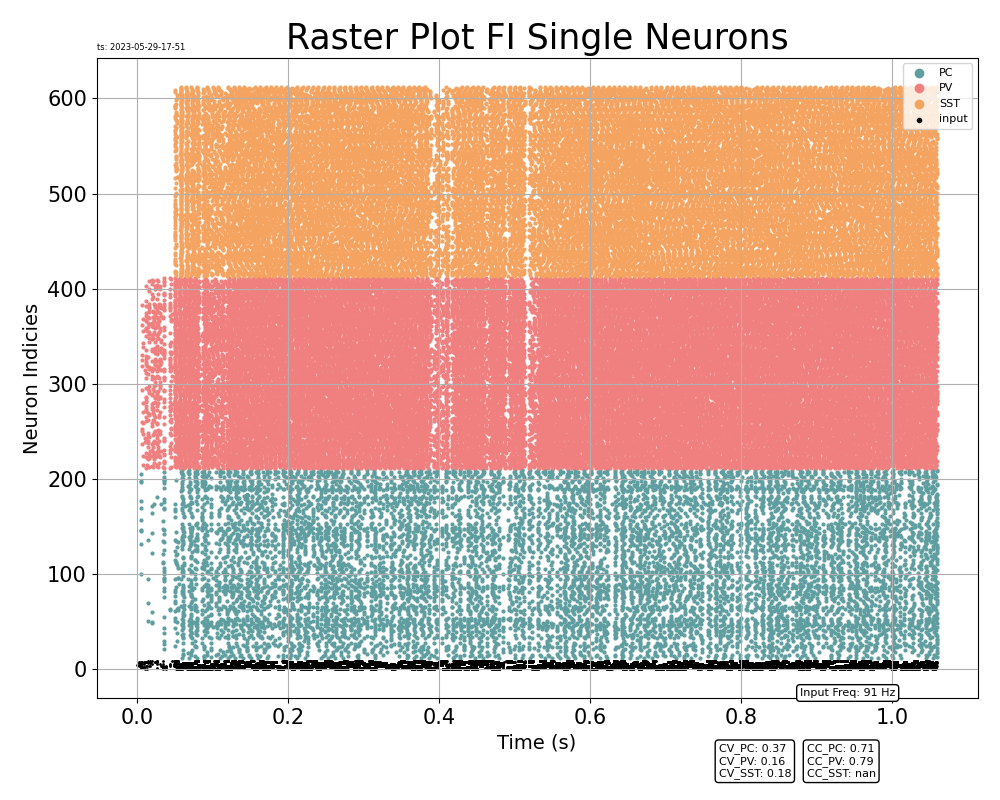 Raster Plot FI Single Neurons
ts: 2023-05-29-17-51
PC
PV
SST
input
Neuron Indicies
600
500
400
300
200
100
0
0.0 0.2 0.4 0.6 0.8 1.0
Time (s)
Input Freq: 91 Hz
CV_PC: 0.37
CV_PV: 0.16
CV_SST: 0.18
CC_PC: 0.71
CC_PV: 0.79
CC_SST: nan